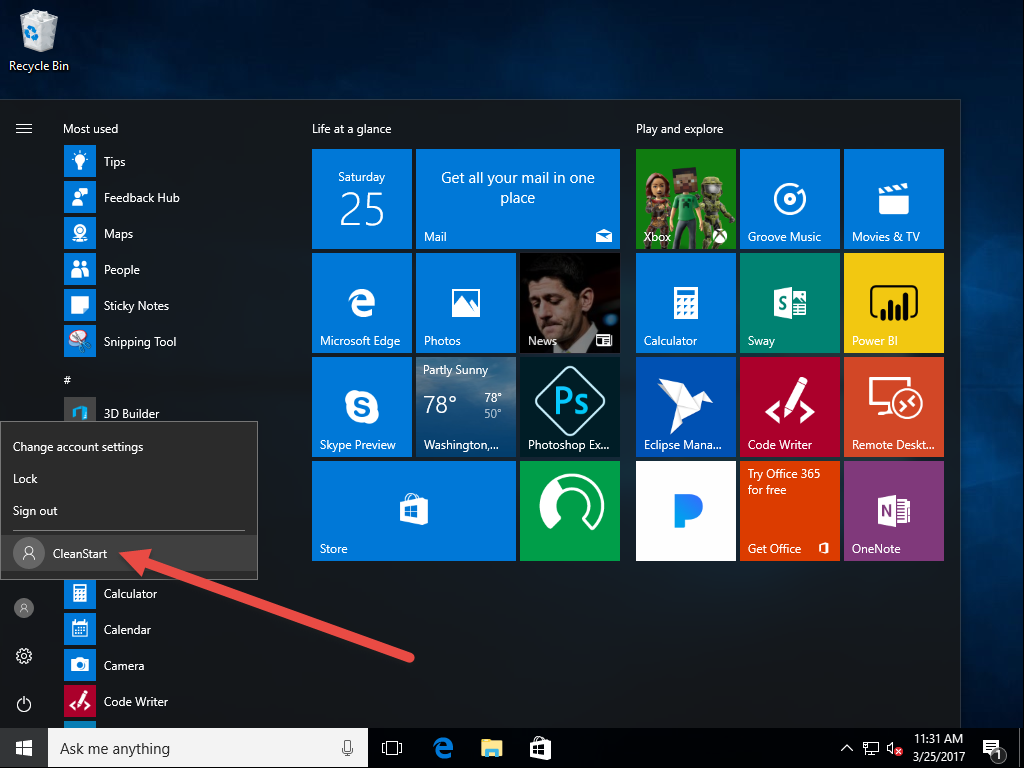 Recycle Bin
Most used
Tips
Feedback Hub
Maps
People
Sticky Notes
Snipping Tool
#
3D Builder
Change account settings
Lock
Sign out
CleanStart
Calculator
Calendar
Camera
Code Writer
Life at a glance
Saturday
25
Get all your mail in one
place
Mail
Microsoft Edge
Photos
News
Skype Preview
Partly Sunny
78° 78°
50°
Washington,...
Ps
Photoshop Ex...
Store
Play and explore
Xbox
Groove Music
Movies & TV
Calculator
S
Sway
Power BI
Eclipse Mana...
Code Writer
Remote Deskt...
Try Office 365
for free
Get Office
N
OneNote
Ask me anything
11:31 AM
3/25/2017
1